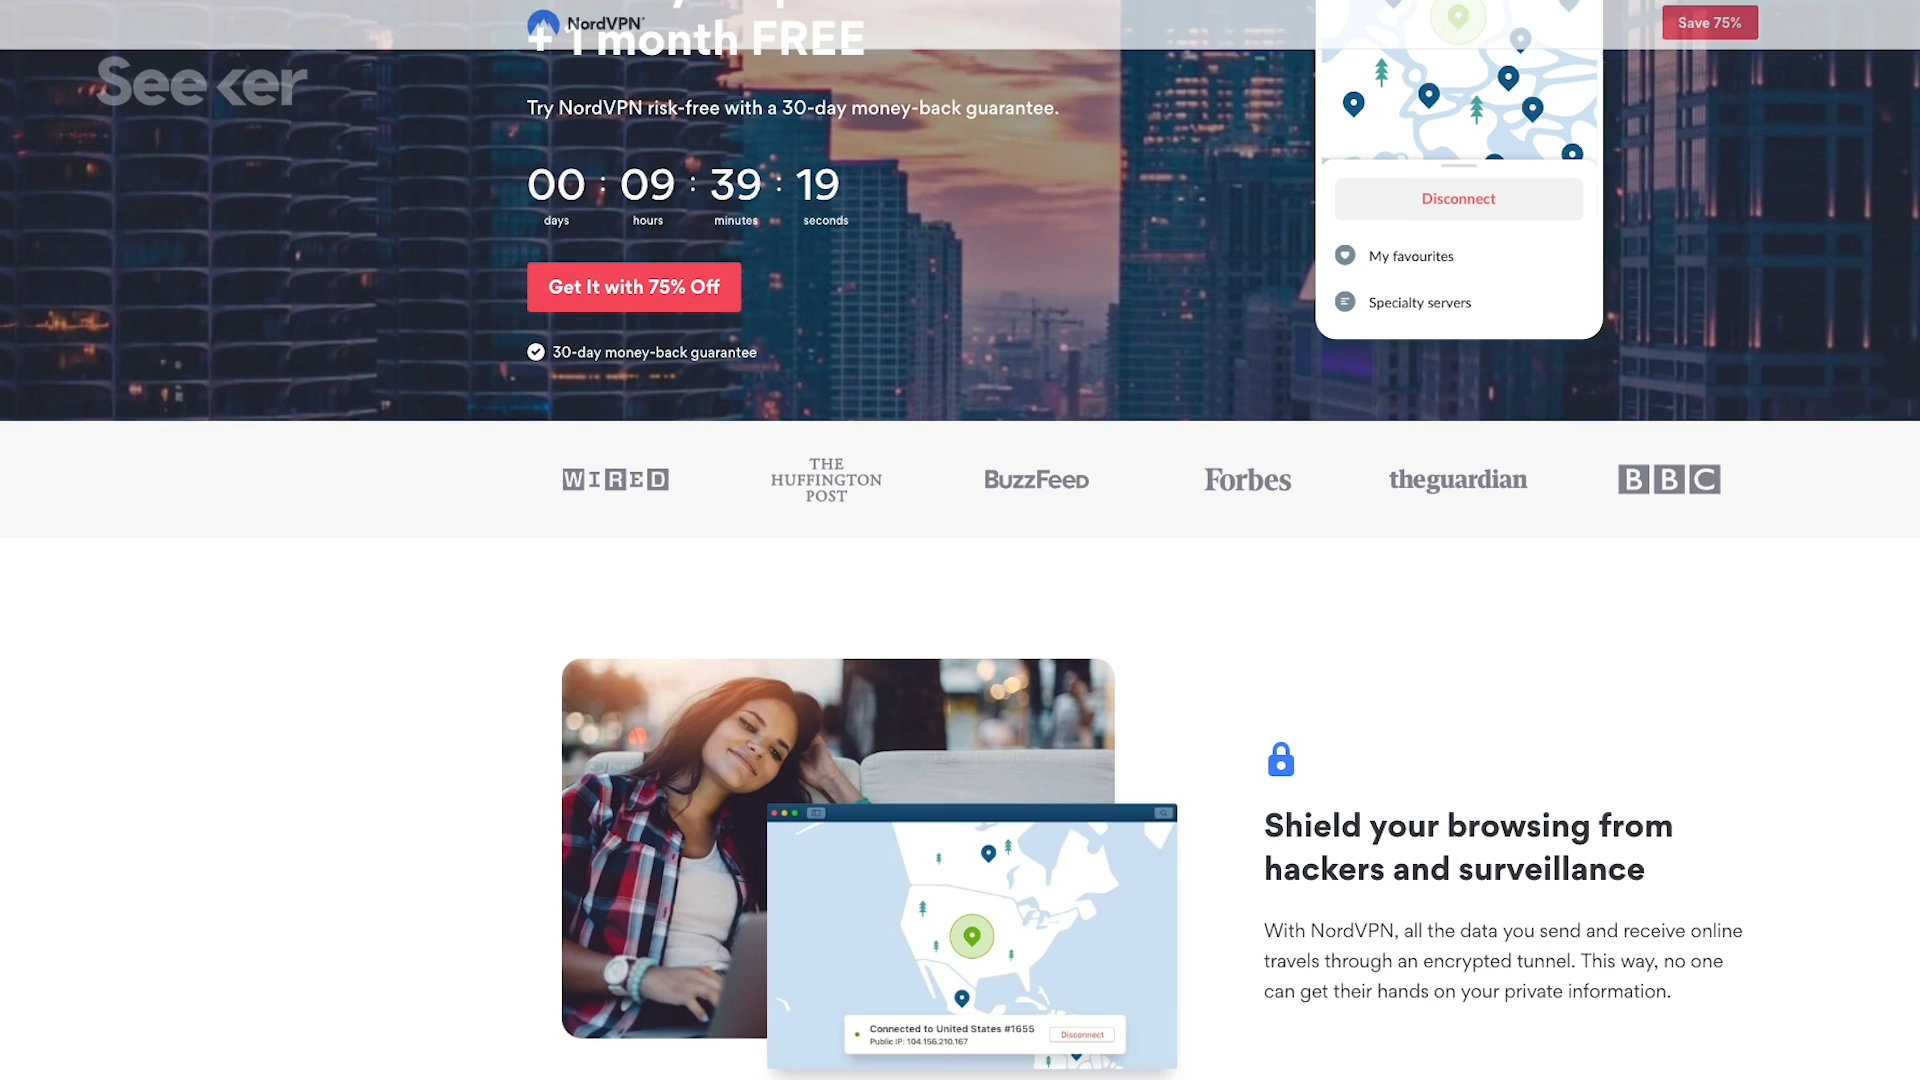 NordVPN
Save 75%
+ 1 month FREE
Seeker
Try NordVPN risk-free with a 30-day money-back guarantee.
00 : 09 : 39 : 19
days hours minutes seconds
Get It with 75% Off
30-day money-back guarantee
Disconnect
My favourites
Specialty servers
WIRED
THE
HUFFINGTON
POST
BuzzFeed
Forbes
theguardian
BBC
Shield your browsing from
hackers and surveillance
With NordVPN, all the data you send and receive online
travels through an encrypted tunnel. This way, no one
can get their hands on your private information.
Connected to United States #1655
Public IP: 104.156.210.167
Disconnect